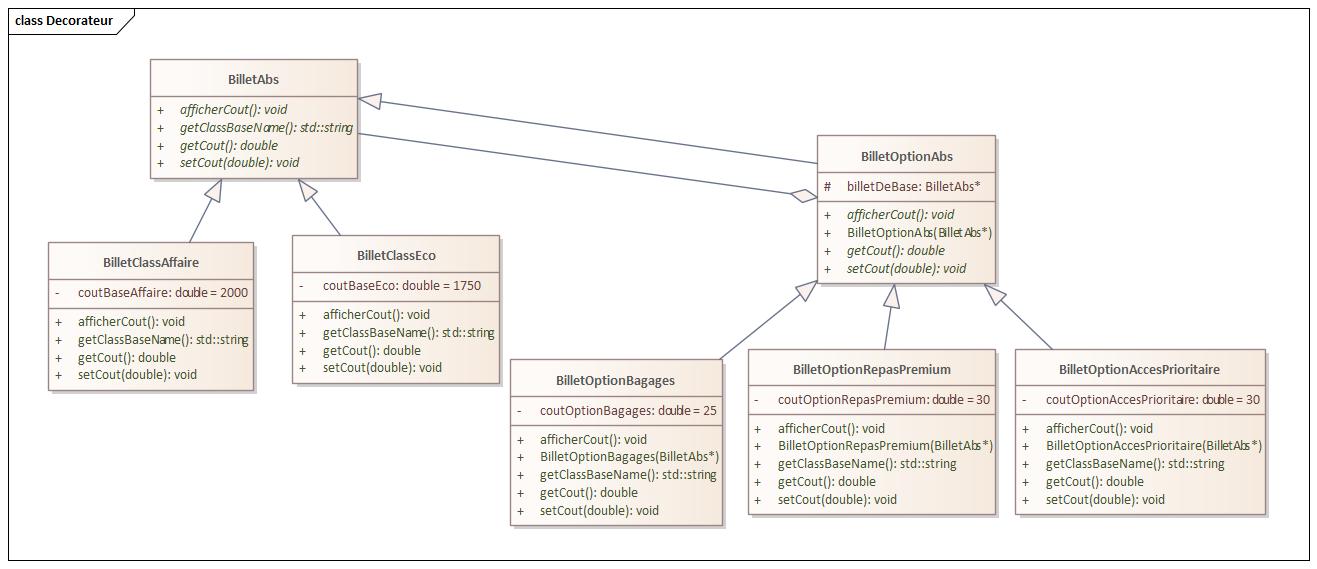 class Decorateur
BilletAbs
+ afficherCout(): void
+ getClassBaseName(): std::string
+ getCout(): double
+ setCout(double): void
BilletOptionAbs
# billetDeBase: BilletAbs*
+ afficherCout(): void
+ BilletOptionAbs(BilletAbs*)
+ getCout(): double
+ setCout(double): void
BilletClassAffaire
- coutBaseAffaire: double = 2000
+ afficherCout(): void
+ getClassBaseName(): std::string
+ getCout(): double
+ setCout(double): void
BilletClassEco
- coutBaseEco: double = 1750
+ afficherCout(): void
+ getClassBaseName(): std::string
+ getCout(): double
+ setCout(double): void
BilletOptionBagages
- coutOptionBagages: double = 25
+ afficherCout(): void
+ BilletOptionBagages(BilletAbs*)
+ getClassBaseName(): std::string
+ getCout(): double
+ setCout(double): void
BilletOptionRepasPremium
- coutOptionRepasPremium: double = 30
+ afficherCout(): void
+ BilletOptionRepasPremium(BilletAbs*)
+ getClassBaseName(): std::string
+ getCout(): double
+ setCout(double): void
BilletOptionAccesPrioritaire
- coutOptionAccesPrioritaire: double = 30
+ afficherCout(): void
+ BilletOptionAccesPrioritaire(BilletAbs*)
+ getClassBaseName(): std::string
+ getCout(): double
+ setCout(double): void